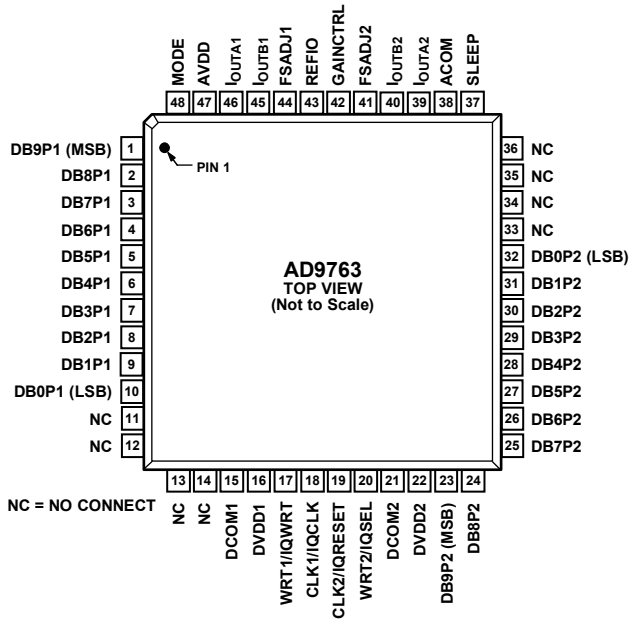 MODE
AVDD
IOUTA1
IOUTB1
FSADJ1
REFIO
GAINCTRL
FSADJ2
IOUTB2
IOUTA2
ACOM
SLEEP
48 47 46 45 44 43 42 41 40 39 38 37
DB9P1 (MSB) 1
DB8P1 2
DB7P1 3
DB6P1 4
DB5P1 5
DB4P1 6
DB3P1 7
DB2P1 8
DB1P1 9
DB0P1 (LSB) 10
NC 11
NC 12
PIN 1
AD9763
TOP VIEW
(Not to Scale)
36 NC
35 NC
34 NC
33 NC
32 DB0P2 (LSB)
31 DB1P2
30 DB2P2
29 DB3P2
28 DB4P2
27 DB5P2
26 DB6P2
25 DB7P2
13 14 15 16 17 18 19 20 21 22 23 24
NC
NC
DCOM1
DVDD1
WRT1/IQWRT
CLK1/IQCLK
CLK2/IQRESET
WRT2/IQSEL
DCOM2
DVDD2
DB9P2 (MSB)
DB8P2
NC = NO CONNECT